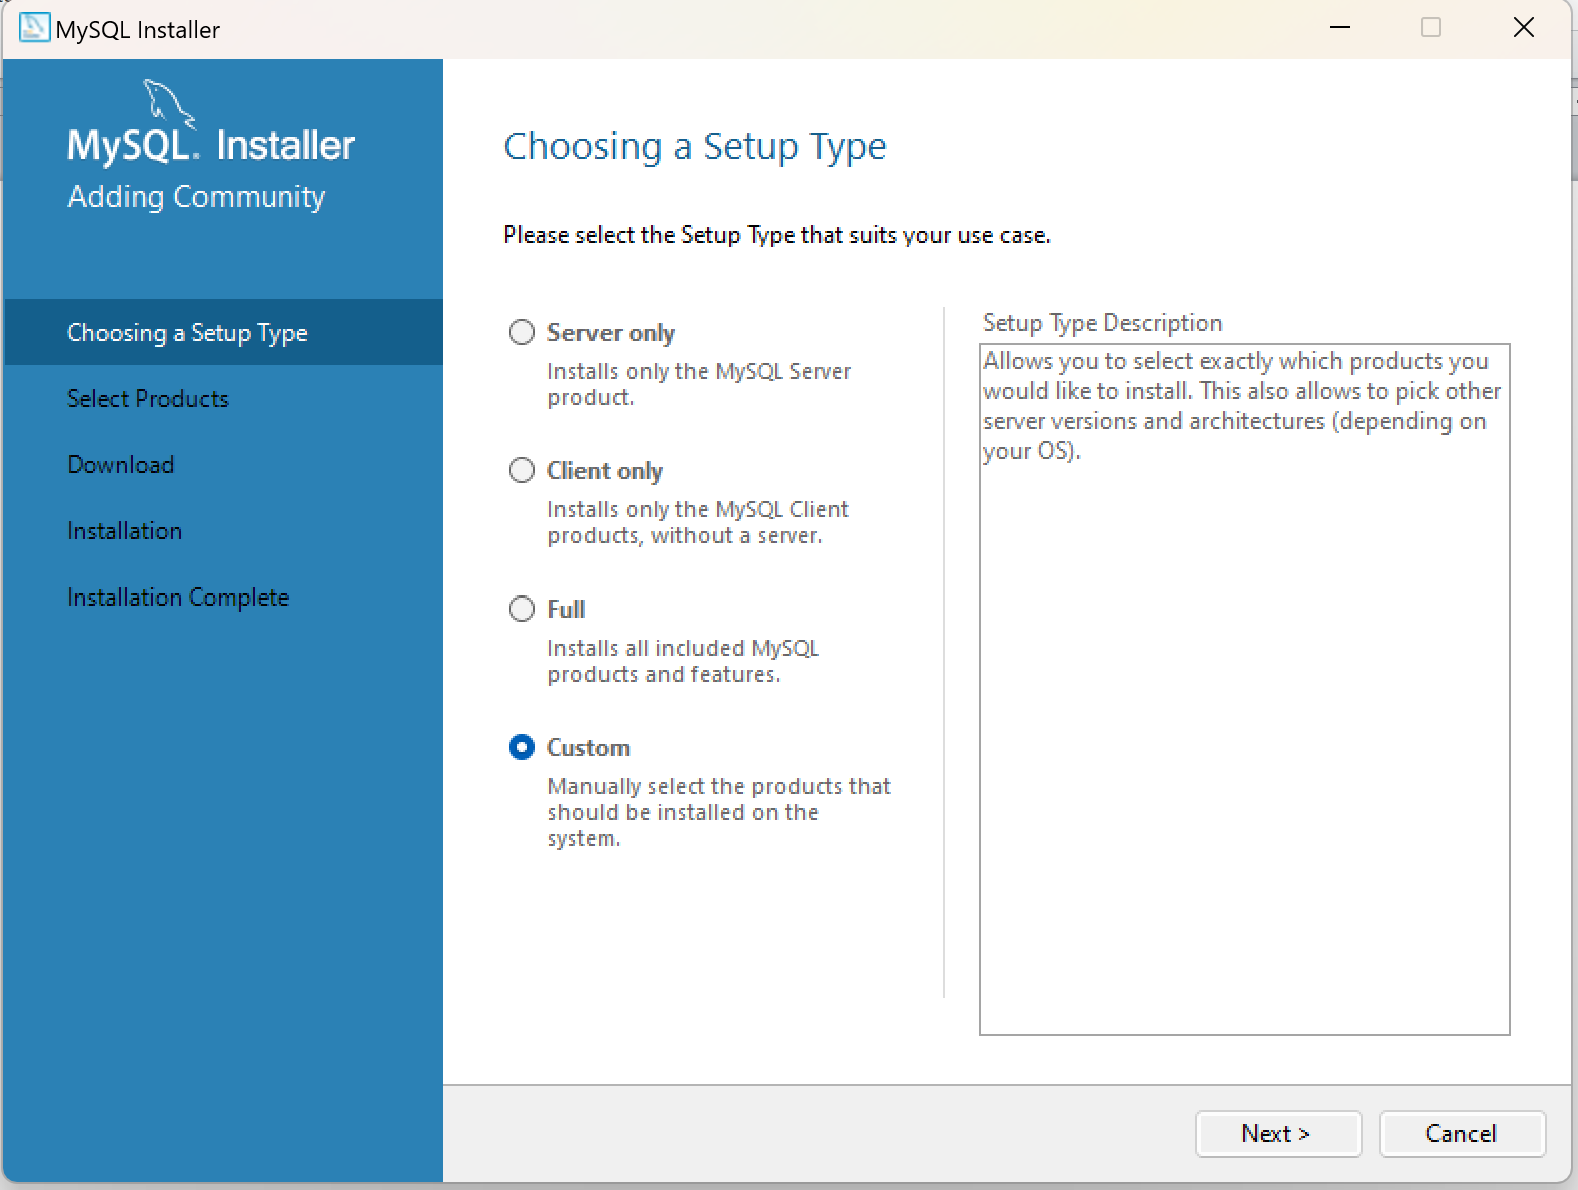 MySQL Installer
MySQL. Installer
Adding Community
Choosing a Setup Type
Select Products
Download
Installation
Installation Complete
Choosing a Setup Type
Please select the Setup Type that suits your use case.
Server only
Installs only the MySQL Server
product.
Client only
Installs only the MySQL Client
products, without a server.
Full
Installs all included MySQL
products and features.
Custom
Manually select the products that
should be installed on the
system.
Setup Type Description
Allows you to select exactly which products you
would like to install. This also allows to pick other
server versions and architectures (depending on
your OS).
Next >
Cancel